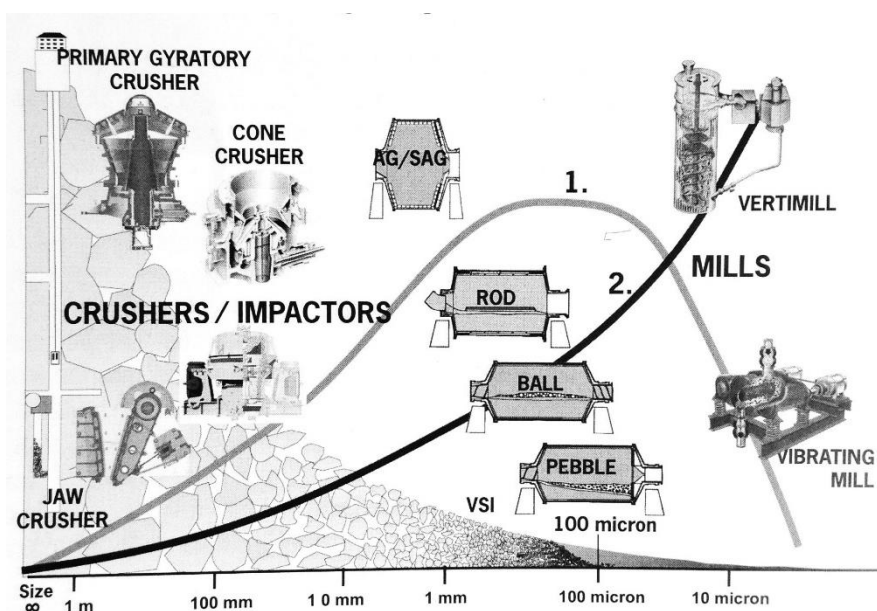 PRIMARY GYRATORY
CRUSHER
CONE
CRUSHER
AG/SAG
1.
VERTIMILL
MILLS
2.
ROD
CRUSHERS / IMPACTORS
BALL
JAW
CRUSHER
PEBBLE
VSI
100 micron
VIBRATING
MILL
Size
∞
1 m
100 mm
1 0 mm
1 mm
100 micron
10 micron